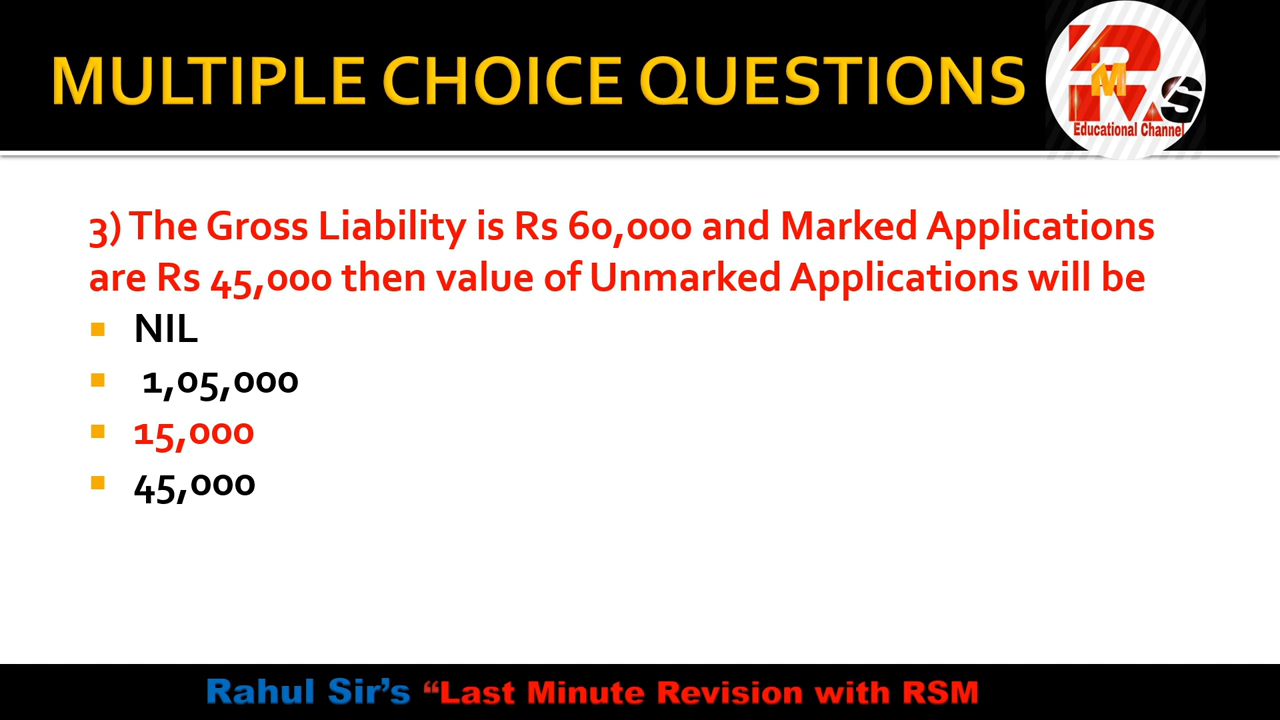 MULTIPLE CHOICE QUESTIONS
RMS
Educational Channel
3) The Gross Liability is Rs 60,000 and Marked Applications
are Rs 45,000 then value of Unmarked Applications will be
NIL
1,05,000
15,000
45,000
Rahul Sir's “Last Minute Revision with RSM